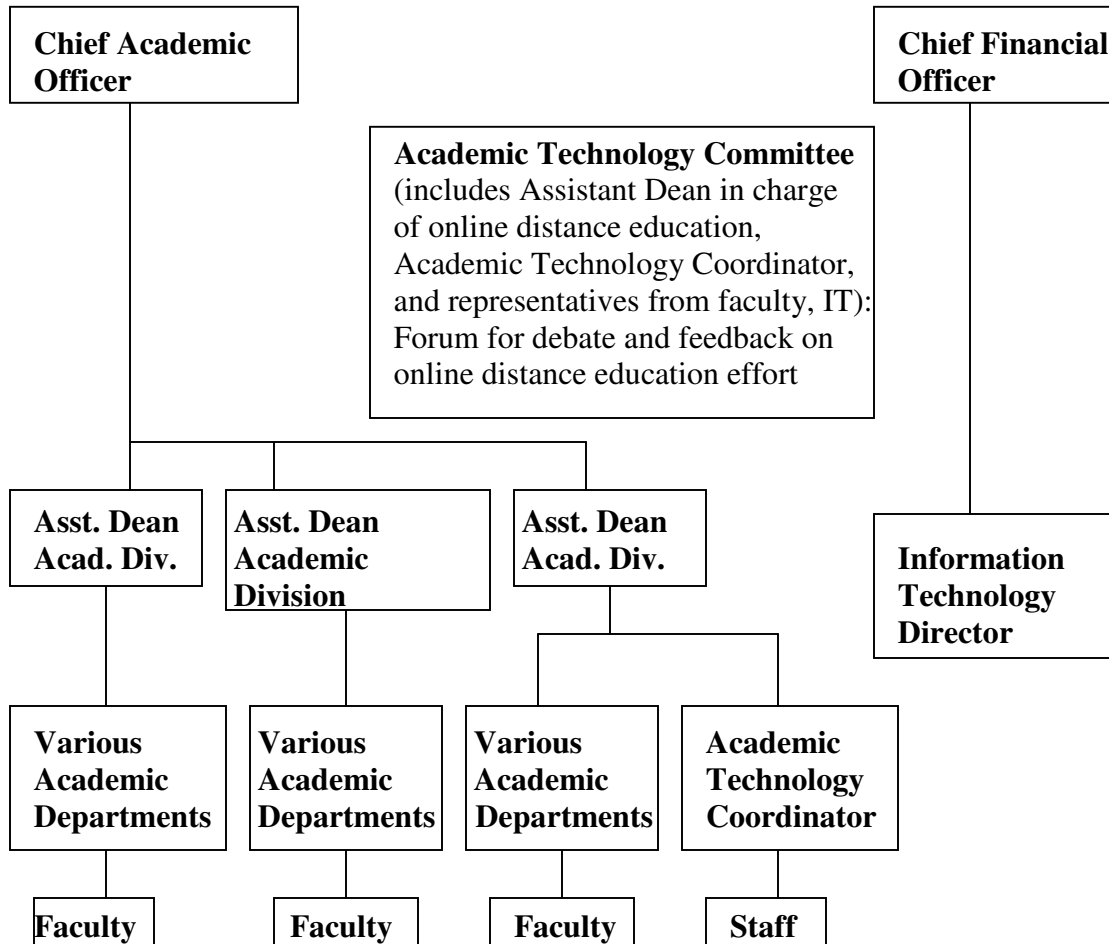 Chief Academic
Officer
Chief Financial
Officer
Academic Technology Committee
(includes Assistant Dean in charge
of online distance education,
Academic Technology Coordinator,
and representatives from faculty, IT):
Forum for debate and feedback on
online distance education effort
Asst. Dean
Acad. Div.
Asst. Dean
Academic
Division
Asst. Dean
Acad. Div.
Information
Technology
Director
Various
Academic
Departments
Various
Academic
Departments
Various
Academic
Departments
Academic
Technology
Coordinator
Faculty
Faculty
Faculty
Staff